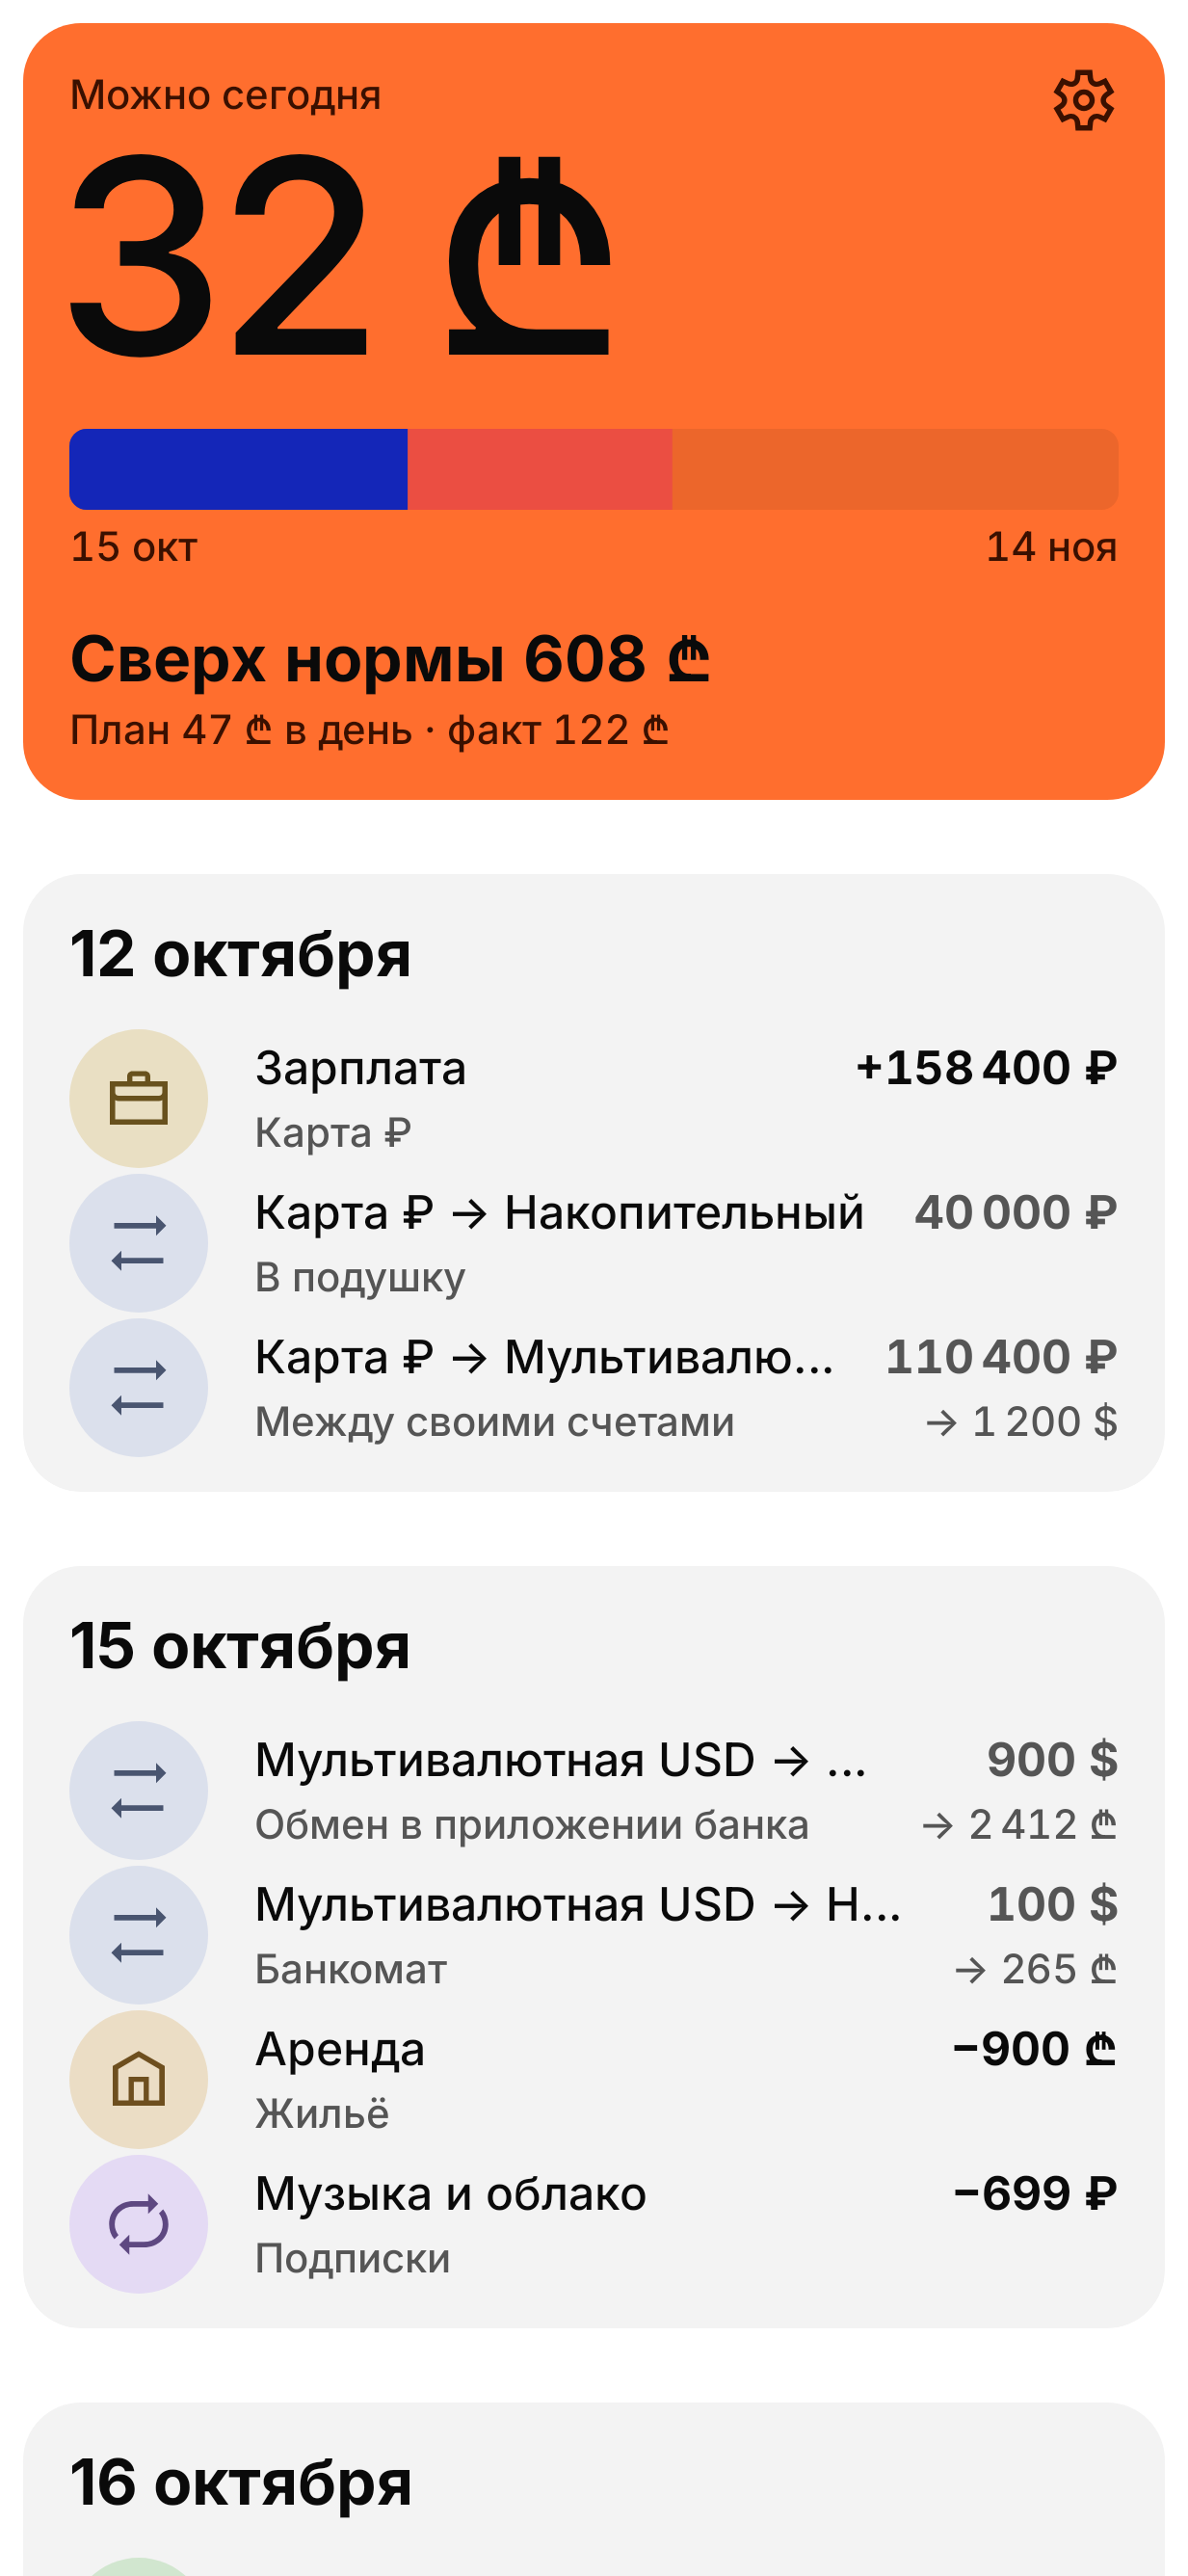 Можно сегодня
32 ₾
15 окт 14 ноя
Сверх нормы 608 ₾
План 47 ₾ в день · факт 122 ₾
12 октября
Зарплата +158 400 ₽
Карта ₽
Карта ₽ → Накопительный 40 000 ₽
В подушку
Карта ₽ → Мультивалю... 110 400 ₽
Между своими счетами → 1 200 $
15 октября
Мультивалютная USD → ... 900 $
Обмен в приложении банка → 2 412 ₾
Мультивалютная USD → Н... 100 $
Банкомат → 265 ₾
Аренда −900 ₾
Жильё
Музыка и облако −699 ₽
Подписки
16 октября